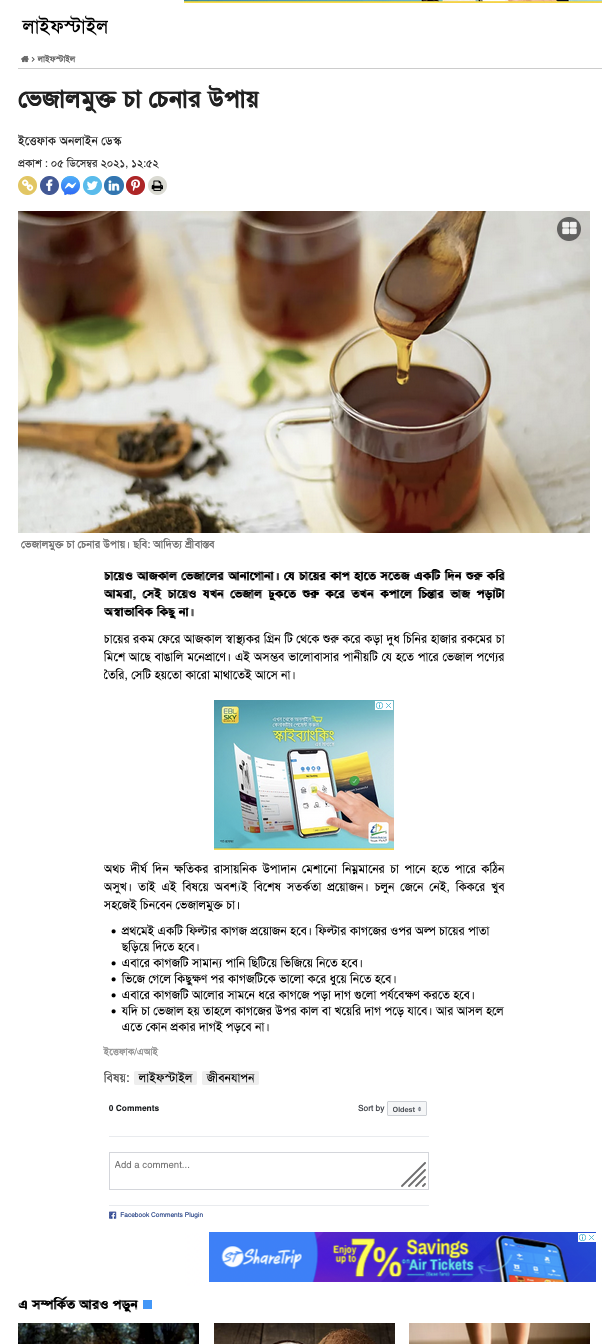 লাইফস্টাইল
› লাইফস্টাইল
ভেজালমুক্ত চা চেনার উপায়
ইত্তেফাক অনলাইন ডেস্ক
প্রকাশ : ০৫ ডিসেম্বর ২০২১, ১২:৫২
ভেজালমুক্ত চা চেনার উপায়। ছবি: আদিত্য শ্রীবাস্তব
চায়েও আজকাল ভেজালের আনাগোনা। যে চায়ের কাপ হাতে সতেজ একটি দিন শুরু করি
আমরা, সেই চায়েও যখন ভেজাল ঢুকতে শুরু করে তখন কপালে চিন্তার ভাজ পড়াটা
অস্বাভাবিক কিছু না।
চায়ের রকম ফেরে আজকাল স্বাস্থ্যকর গ্রিন টি থেকে শুরু করে কড়া দুধ চিনির হাজার রকমের চা
মিশে আছে বাঙালি মনেপ্রাণে। এই অসম্ভব ভালোবাসার পানীয়টি যে হতে পারে ভেজাল পণ্যের
তৈরি, সেটি হয়তো কারো মাথাতেই আসে না।
EBL
SKY
স্কাইব্যাংকিং
অথচ দীর্ঘ দিন ক্ষতিকর রাসায়নিক উপাদান মেশানো নিম্নমানের চা পানে হতে পারে কঠিন
অসুখ। তাই এই বিষয়ে অবশ্যই বিশেষ সতর্কতা প্রয়োজন। চলুন জেনে নেই, কিকরে খুব
সহজেই চিনবেন ভেজালমুক্ত চা।
• প্রথমেই একটি ফিল্টার কাগজ প্রয়োজন হবে। ফিল্টার কাগজের ওপর অল্প চায়ের পাতা
ছড়িয়ে দিতে হবে।
• এবারে কাগজটি সামান্য পানি ছিটিয়ে ভিজিয়ে নিতে হবে।
• ভিজে গেলে কিছুক্ষণ পর কাগজটিকে ভালো করে ধুয়ে নিতে হবে।
• এবারে কাগজটি আলোর সামনে ধরে কাগজে পড়া দাগ গুলো পর্যবেক্ষণ করতে হবে।
• যদি চা ভেজাল হয় তাহলে কাগজের উপর কাল বা খয়েরি দাগ পড়ে যাবে। আর আসল হলে
এতে কোন প্রকার দাগই পড়বে না।
ইত্তেফাক/এআই
বিষয়: লাইফস্টাইল জীবনযাপন
0 Comments Sort by Oldest
Add a comment...
Facebook Comments Plugin
ST ShareTrip Enjoy up to 7% Savings on Air Tickets
এ সম্পর্কিত আরও পড়ুন